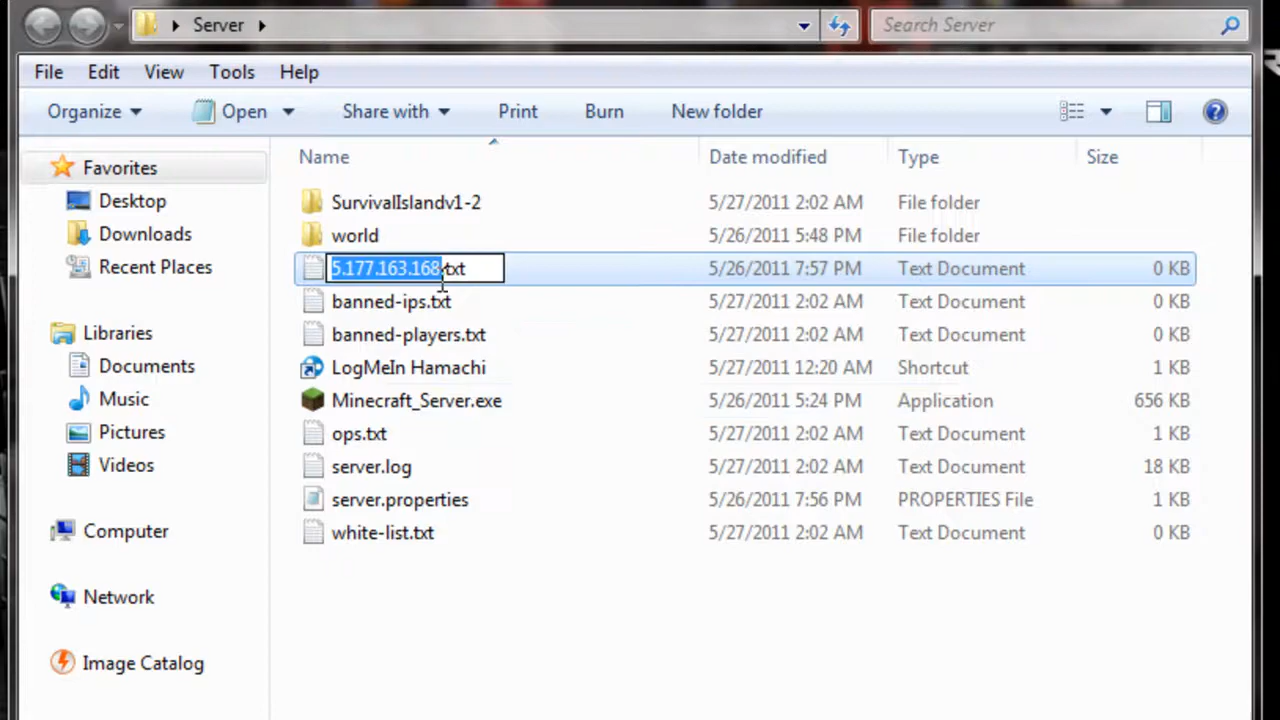 Server
Search Server
File Edit View Tools Help
Organize Open Share with Print Burn New folder
Name Date modified Type Size
Favorites
Desktop
Downloads
Recent Places
Libraries
Documents
Music
Pictures
Videos
Computer
Network
Image Catalog
SurvivalIslandv1-2 5/27/2011 2:02 AM File folder
world 5/26/2011 5:48 PM File folder
5.177.163.168.txt 5/26/2011 7:57 PM Text Document 0 KB
banned-ips.txt 5/27/2011 2:02 AM Text Document 0 KB
banned-players.txt 5/27/2011 2:02 AM Text Document 0 KB
LogMeIn Hamachi 5/27/2011 12:20 AM Shortcut 1 KB
Minecraft_Server.exe 5/26/2011 5:24 PM Application 656 KB
ops.txt 5/27/2011 2:02 AM Text Document 1 KB
server.log 5/27/2011 2:02 AM Text Document 18 KB
server.properties 5/26/2011 7:56 PM PROPERTIES File 1 KB
white-list.txt 5/27/2011 2:02 AM Text Document 0 KB